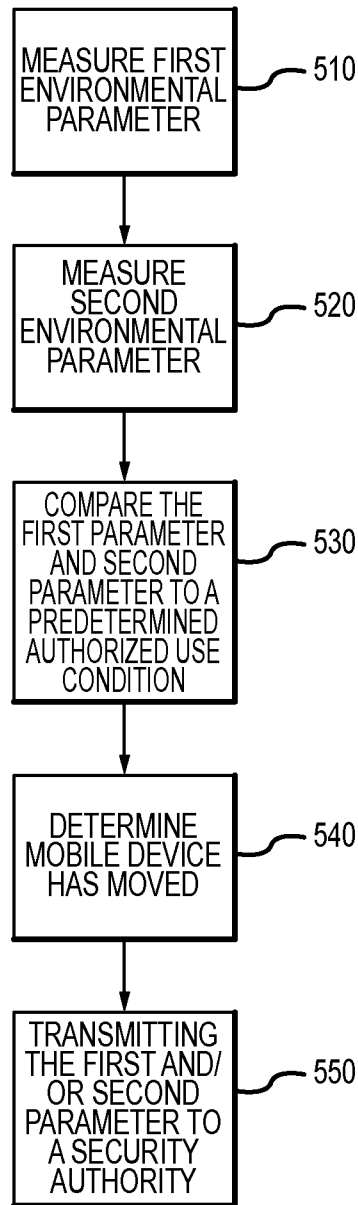 MEASURE FIRST
ENVIRONMENTAL
PARAMETER
510
MEASURE
SECOND
ENVIRONMENTAL
PARAMETER
520
COMPARE THE
FIRST PARAMETER
AND SECOND
PARAMETER TO A
PREDETERMINED
AUTHORIZED USE
CONDITION
530
DETERMINE
MOBILE DEVICE
HAS MOVED
540
TRANSMITTING
THE FIRST AND/
OR SECOND
PARAMETER TO
A SECURITY
AUTHORITY
550